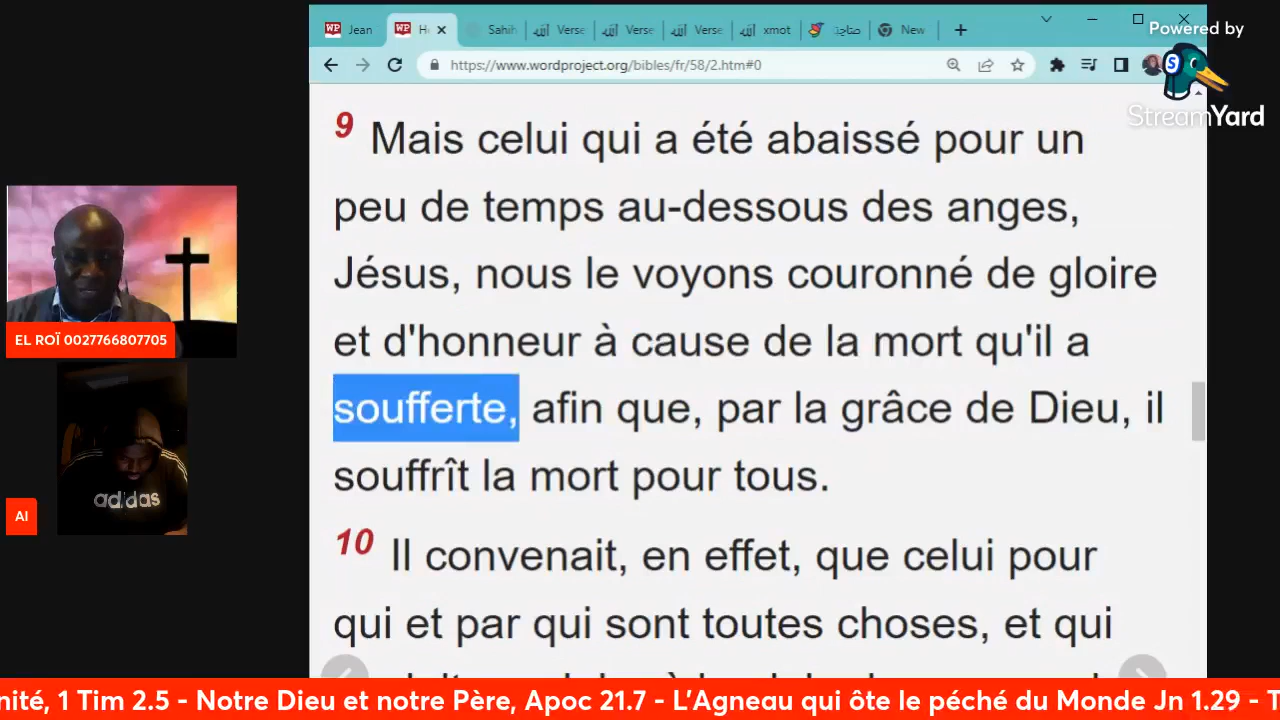 Jean
H
Sahih
Verse
Verse
Verse
xmot
New
Powered by
https://www.wordproject.org/bibles/fr/58/2.htm#0
StreamYard
9 Mais celui qui a été abaissé pour un
peu de temps au-dessous des anges,
Jésus, nous le voyons couronné de gloire
et d'honneur à cause de la mort qu'il a
soufferte, afin que, par la grâce de Dieu, il
souffrît la mort pour tous.
10 Il convenait, en effet, que celui pour
qui et par qui sont toutes choses, et qui
EL ROÏ 0027766807705
adidas
AI
nité, 1 Tim 2.5 - Notre Dieu et notre Père, Apoc 21.7 - L'Agneau qui ôte le péché du Monde Jn 1.29 - T